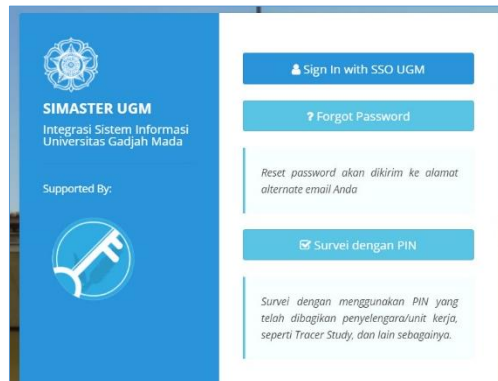 SIMASTER UGM
Integrasi Sistem Informasi
Universitas Gadjah Mada
Supported By:
Sign In with SSO UGM
? Forgot Password
Reset password akan dikirim ke alamat
alternate email Anda
Survei dengan PIN
Survei dengan menggunakan PIN yang
telah dibagikan penyelengara/unit kerja,
seperti Tracer Study, dan lain sebagainya.